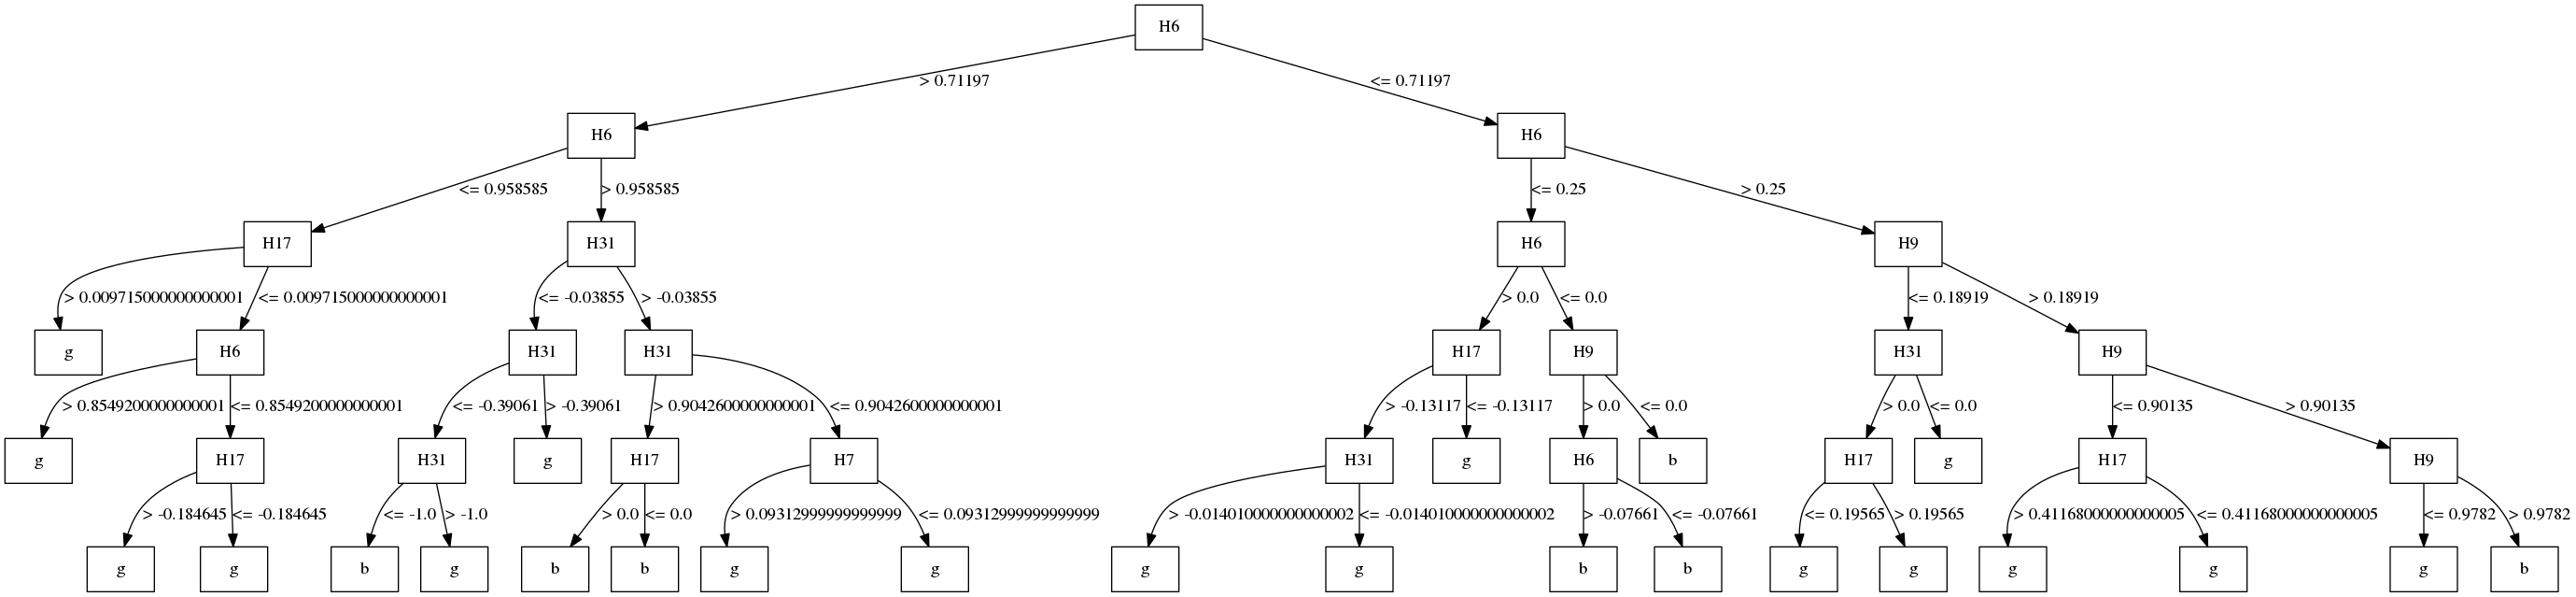 H6
> 0.71197 <= 0.71197
H6 H6
<= 0.958585 > 0.958585 <= 0.25 > 0.25
H17 H31 H6 H9
> 0.009715000000000001 <= 0.009715000000000001 <= -0.03855 > -0.03855 > 0.0 <= 0.0 <= 0.18919 > 0.18919
g H6 H31 H31 H17 H9 H31 H9
> 0.8549200000000001 <= 0.8549200000000001 <= -0.39061 > -0.39061 > 0.9042600000000001 <= 0.9042600000000001 > -0.13117 <= -0.13117 > 0.0 <= 0.0 > 0.0 <= 0.0 <= 0.90135 > 0.90135
g H17 H31 g H17 H7 H31 g H6 b H17 g H17 H9
> -0.184645 <= -0.184645 <= -1.0 > -1.0 > 0.0 <= 0.0 > 0.09312999999999999 <= 0.09312999999999999 > -0.014010000000000002 <= -0.014010000000000002 > -0.07661 <= -0.07661 <= 0.19565 > 0.19565 > 0.41168000000000005 <= 0.41168000000000005 <= 0.9782 > 0.9782
g g b g b b g g g g b b g g g g g b